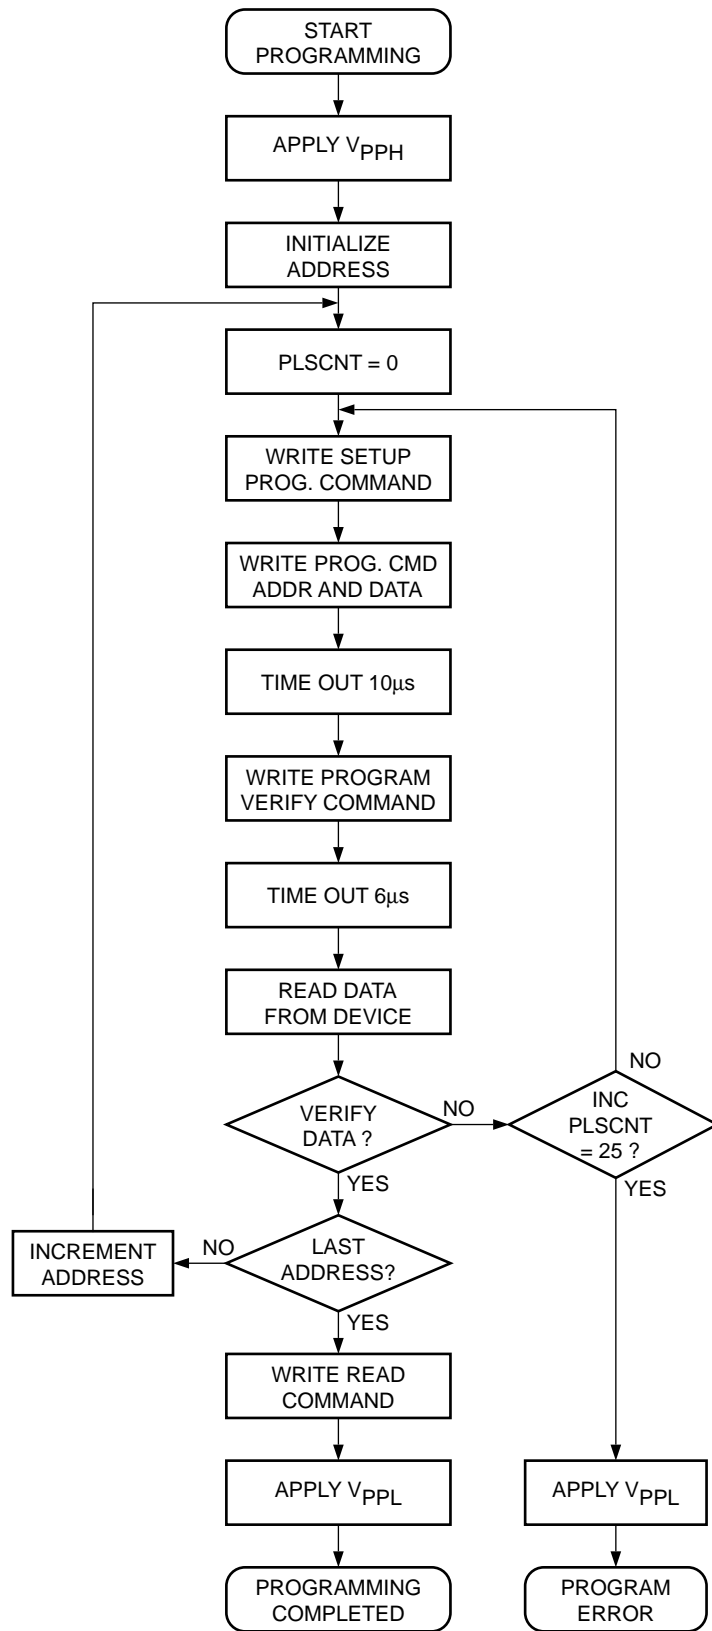 START
PROGRAMMING
APPLY VPPH
INITIALIZE
ADDRESS
PLSCNT = 0
WRITE SETUP
PROG. COMMAND
WRITE PROG. CMD
ADDR AND DATA
TIME OUT 10µs
WRITE PROGRAM
VERIFY COMMAND
TIME OUT 6µs
READ DATA
FROM DEVICE
VERIFY
DATA ?
NO
YES
INC
PLSCNT
= 25 ?
NO
YES
LAST
ADDRESS?
NO
YES
INCREMENT
ADDRESS
WRITE READ
COMMAND
APPLY VPPL
APPLY VPPL
PROGRAMMING
COMPLETED
PROGRAM
ERROR